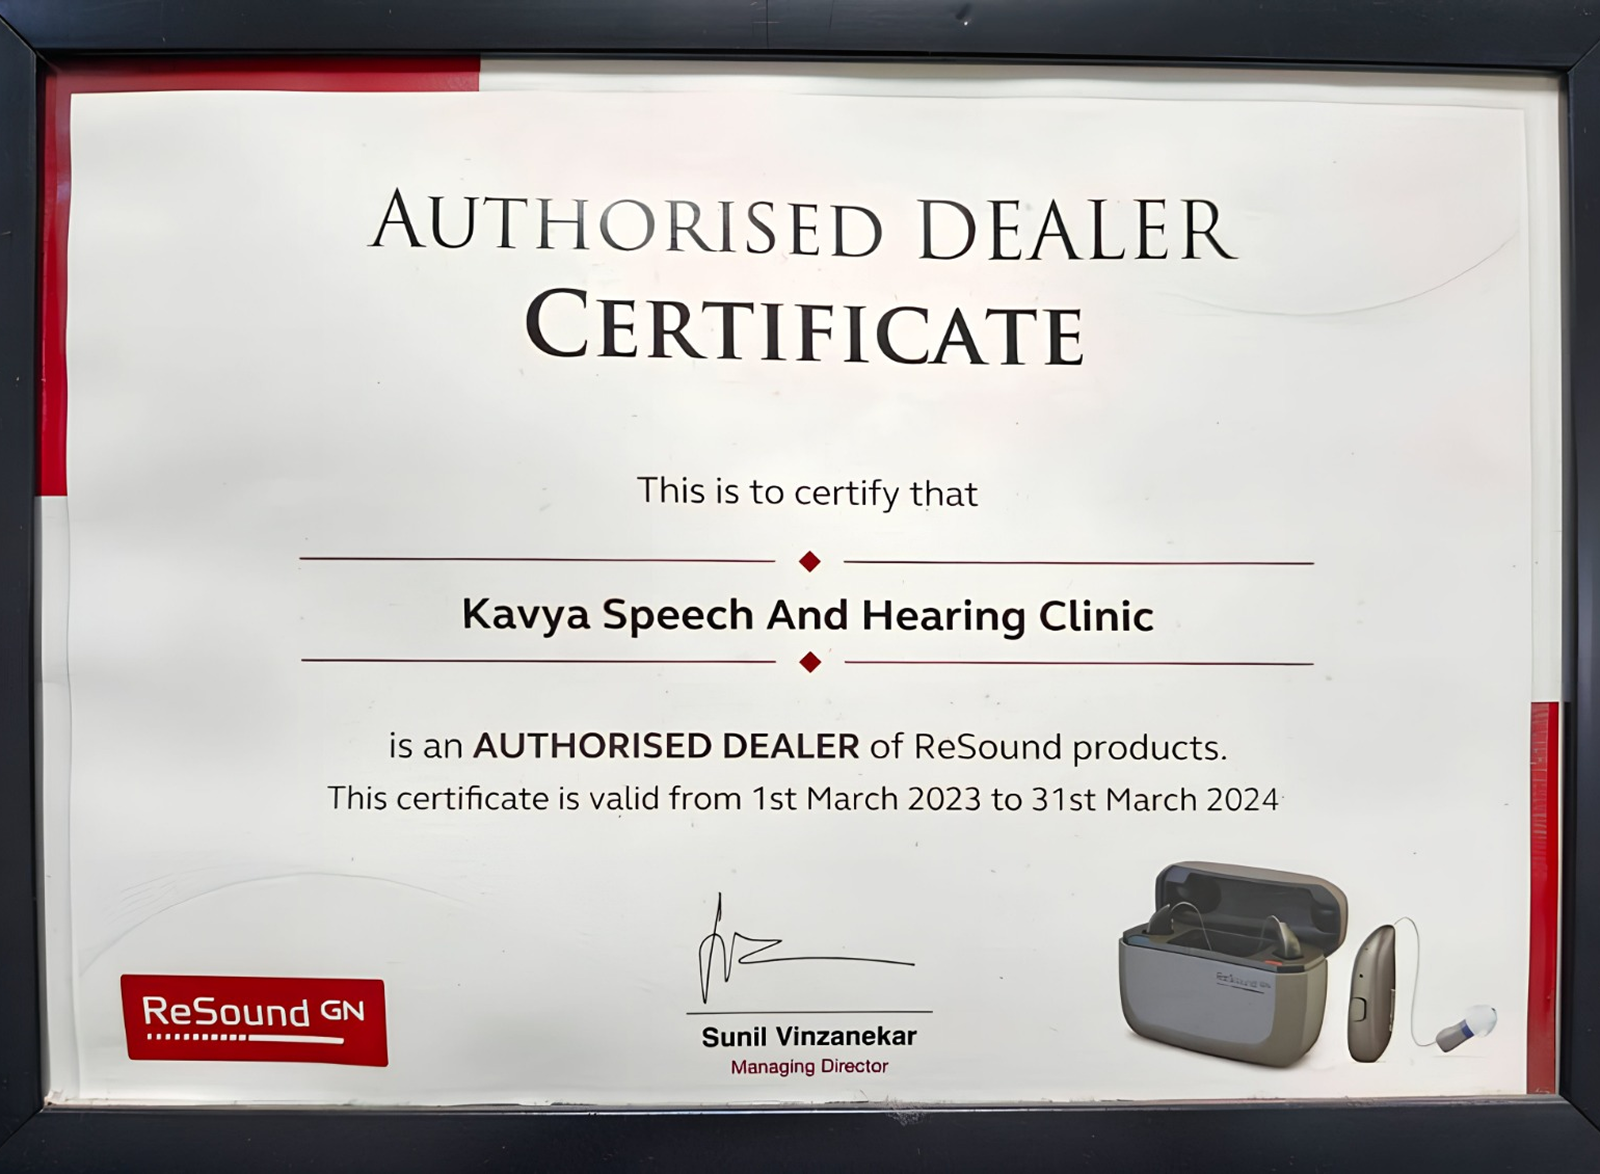 AUTHORISED DEALER
CERTIFICATE
This is to certify that
Kavya Speech And Hearing Clinic
is an AUTHORISED DEALER of ReSound products.
This certificate is valid from 1st March 2023 to 31st March 2024
ReSound GN
Sunil Vinzanekar
Managing Director
ReSound GN